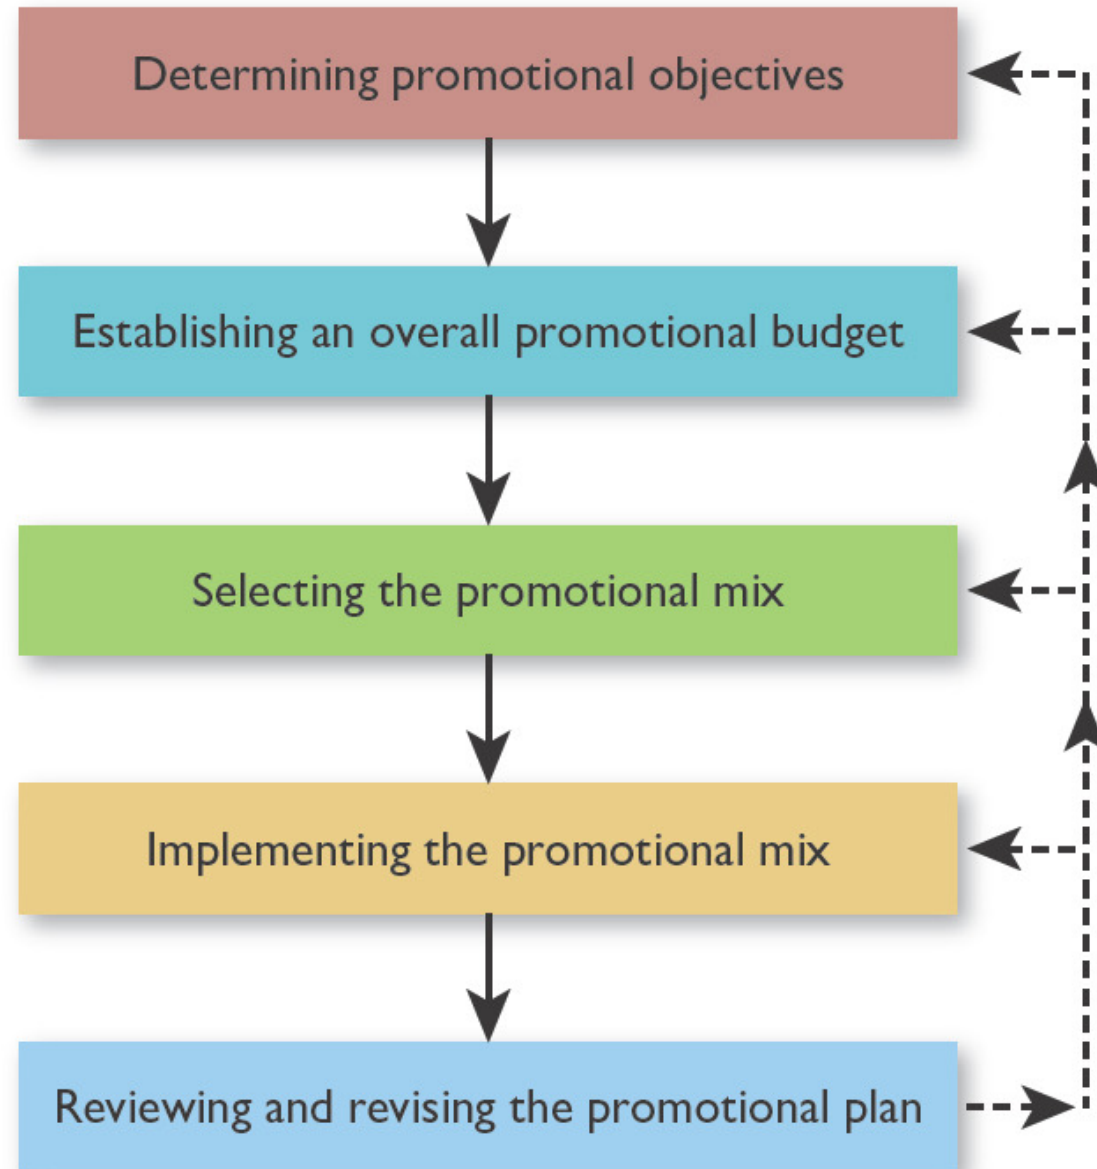 Determining promotional objectives
Establishing an overall promotional budget
Selecting the promotional mix
Implementing the promotional mix
Reviewing and revising the promotional plan